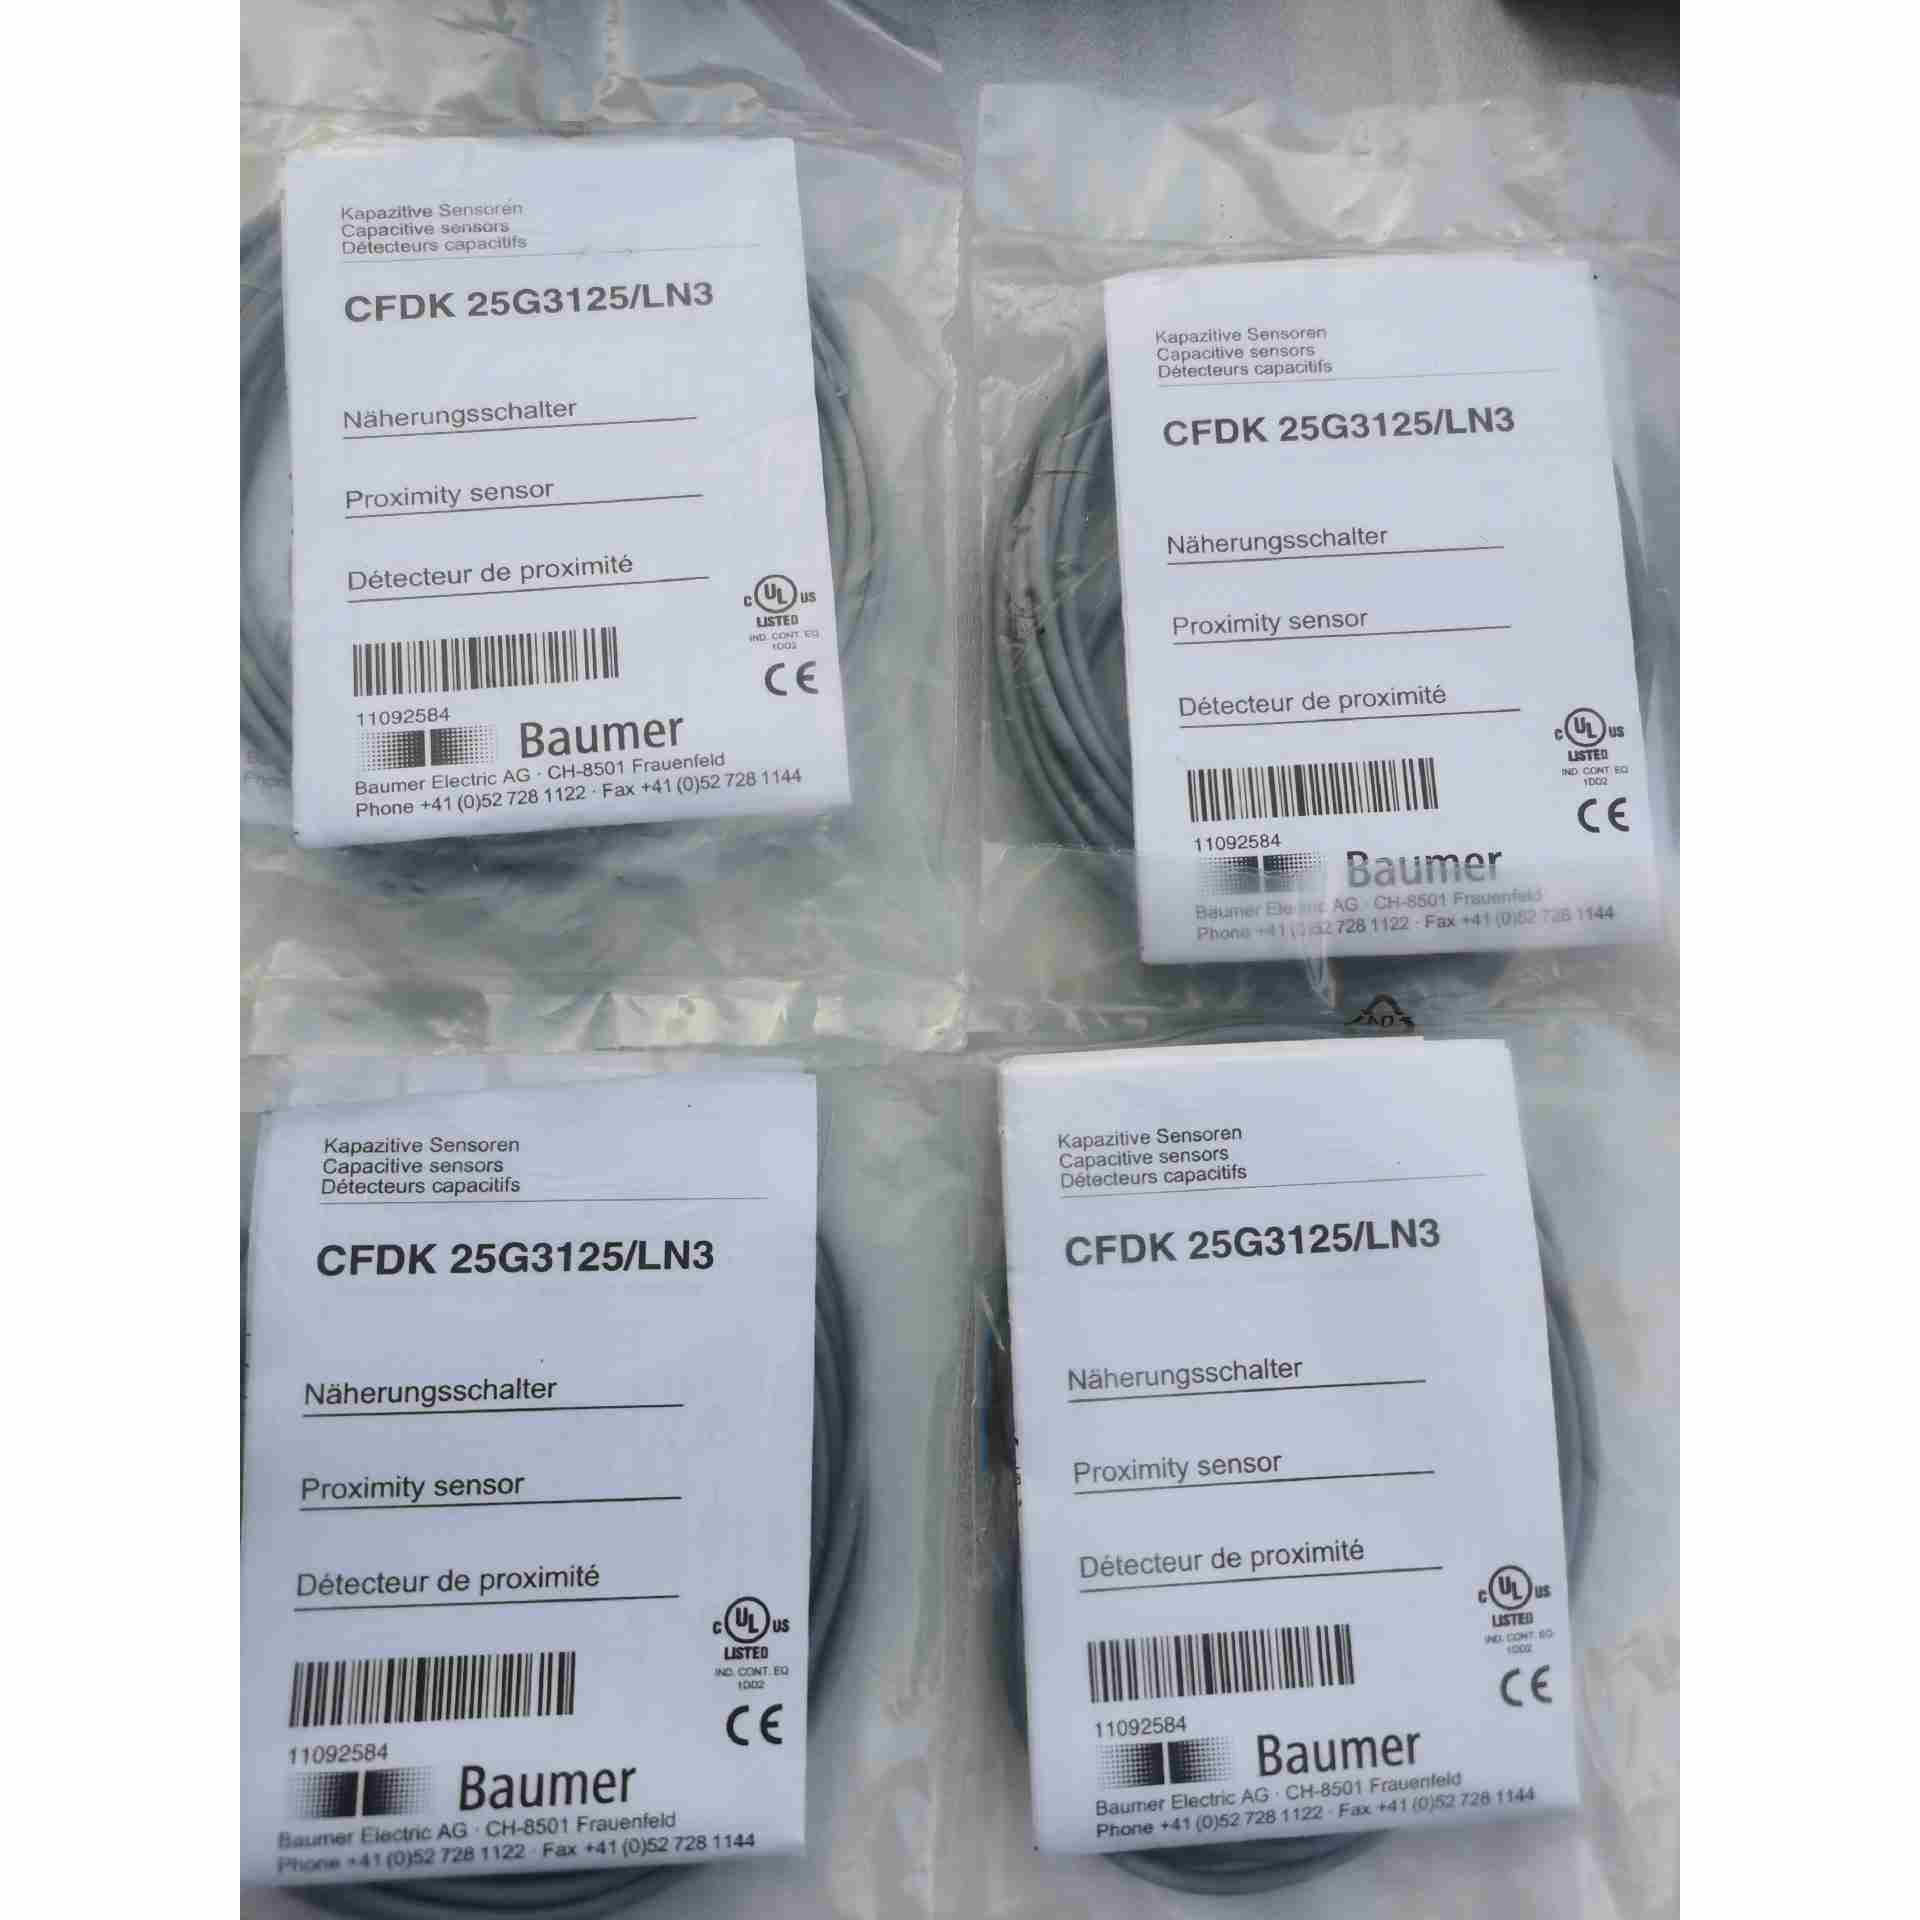 Kapazitive Sensoren
Capacitive sensors
Détecteurs capacitifs
CFDK 25G3125/LN3
Näherungsschalter
Proximity sensor
Détecteur de proximité
C UL US
LISTED
IND. CONT. EQ
1DD2
CE
11092584
Baumer
Baumer Electric AG · CH-8501 Frauenfeld
Phone +41 (0)52 728 1122 · Fax +41 (0)52 728 1144
Kapazitive Sensoren
Capacitive sensors
Détecteurs capacitifs
CFDK 25G3125/LN3
Näherungsschalter
Proximity sensor
Détecteur de proximité
C UL US
LISTED
IND. CONT. EQ
1DD2
CE
11092584
Baumer
Baumer Electric AG · CH-8501 Frauenfeld
Phone +41 (0)52 728 1122 · Fax +41 (0)52 728 1144
Kapazitive Sensoren
Capacitive sensors
Détecteurs capacitifs
CFDK 25G3125/LN3
Näherungsschalter
Proximity sensor
Détecteur de proximité
C UL US
LISTED
IND. CONT. EQ
1DD2
CE
11092584
Baumer
Baumer Electric AG · CH-8501 Frauenfeld
Phone +41 (0)52 728 1122 · Fax +41 (0)52 728 1144
Kapazitive Sensoren
Capacitive sensors
Détecteurs capacitifs
CFDK 25G3125/LN3
Näherungsschalter
Proximity sensor
Détecteur de proximité
C UL US
LISTED
IND. CONT. EQ
1DD2
CE
11092584
Baumer
Baumer Electric AG · CH-8501 Frauenfeld
Phone +41 (0)52 728 1122 · Fax +41 (0)52 728 1144